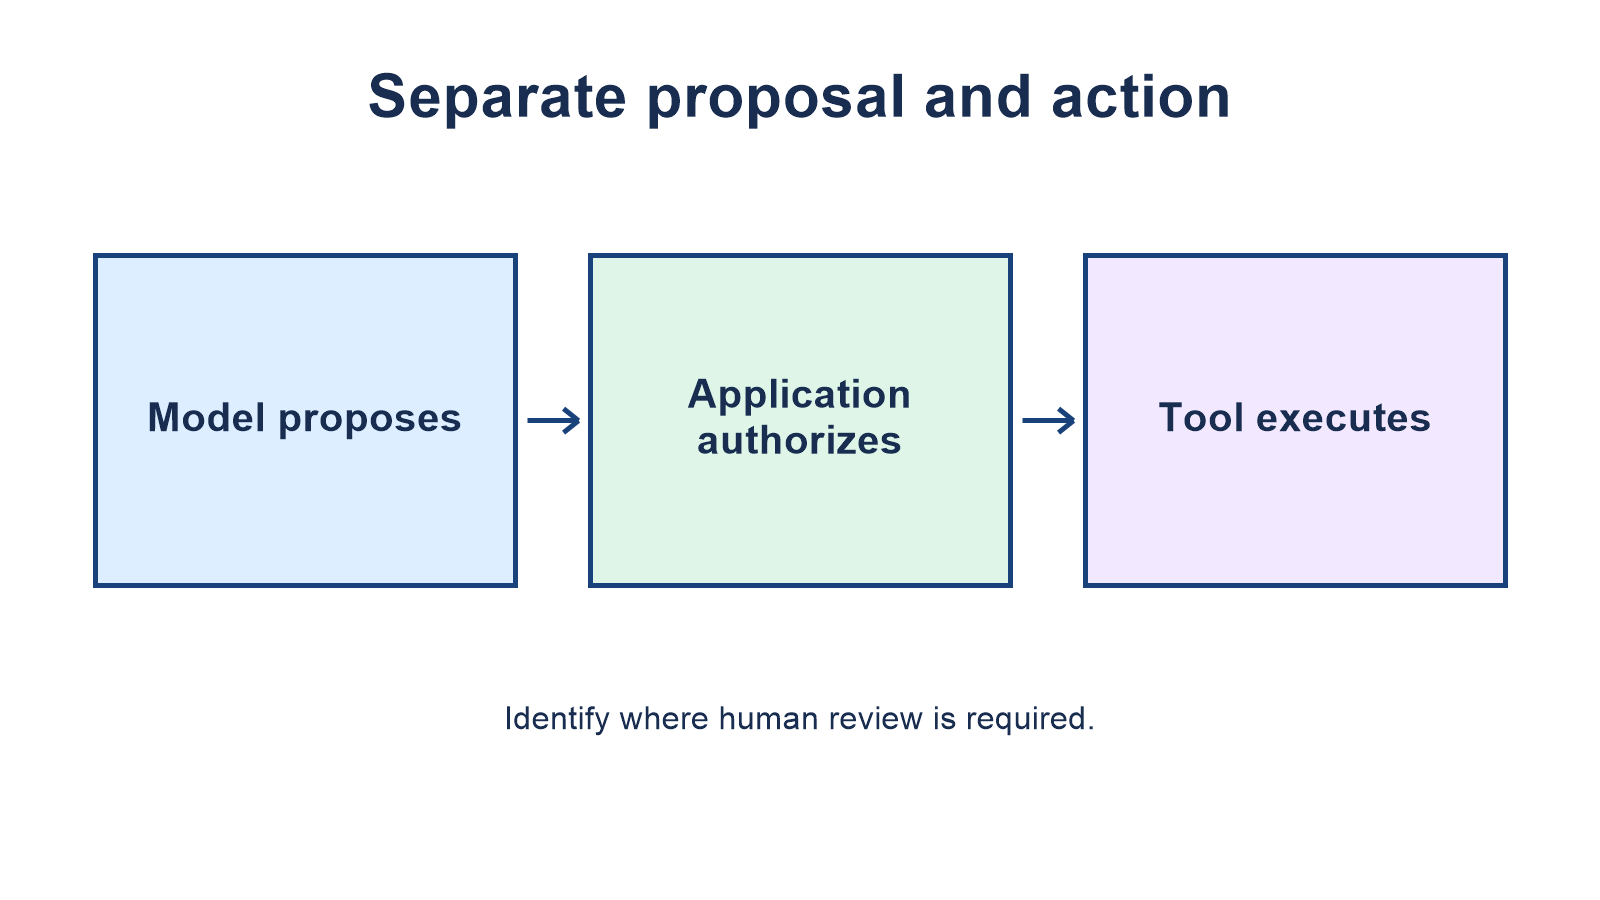 Separate proposal and action
Model proposes
Application
authorizes
Tool executes
Identify where human review is required.